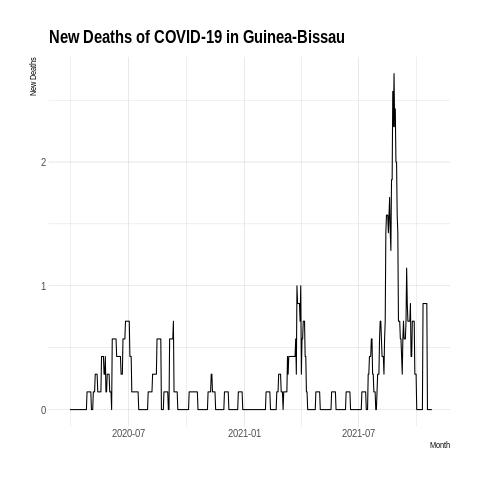 New Deaths of COVID-19 in Guinea-Bissau
New Deaths
2
1
0
2020-07 2021-01 2021-07
Month